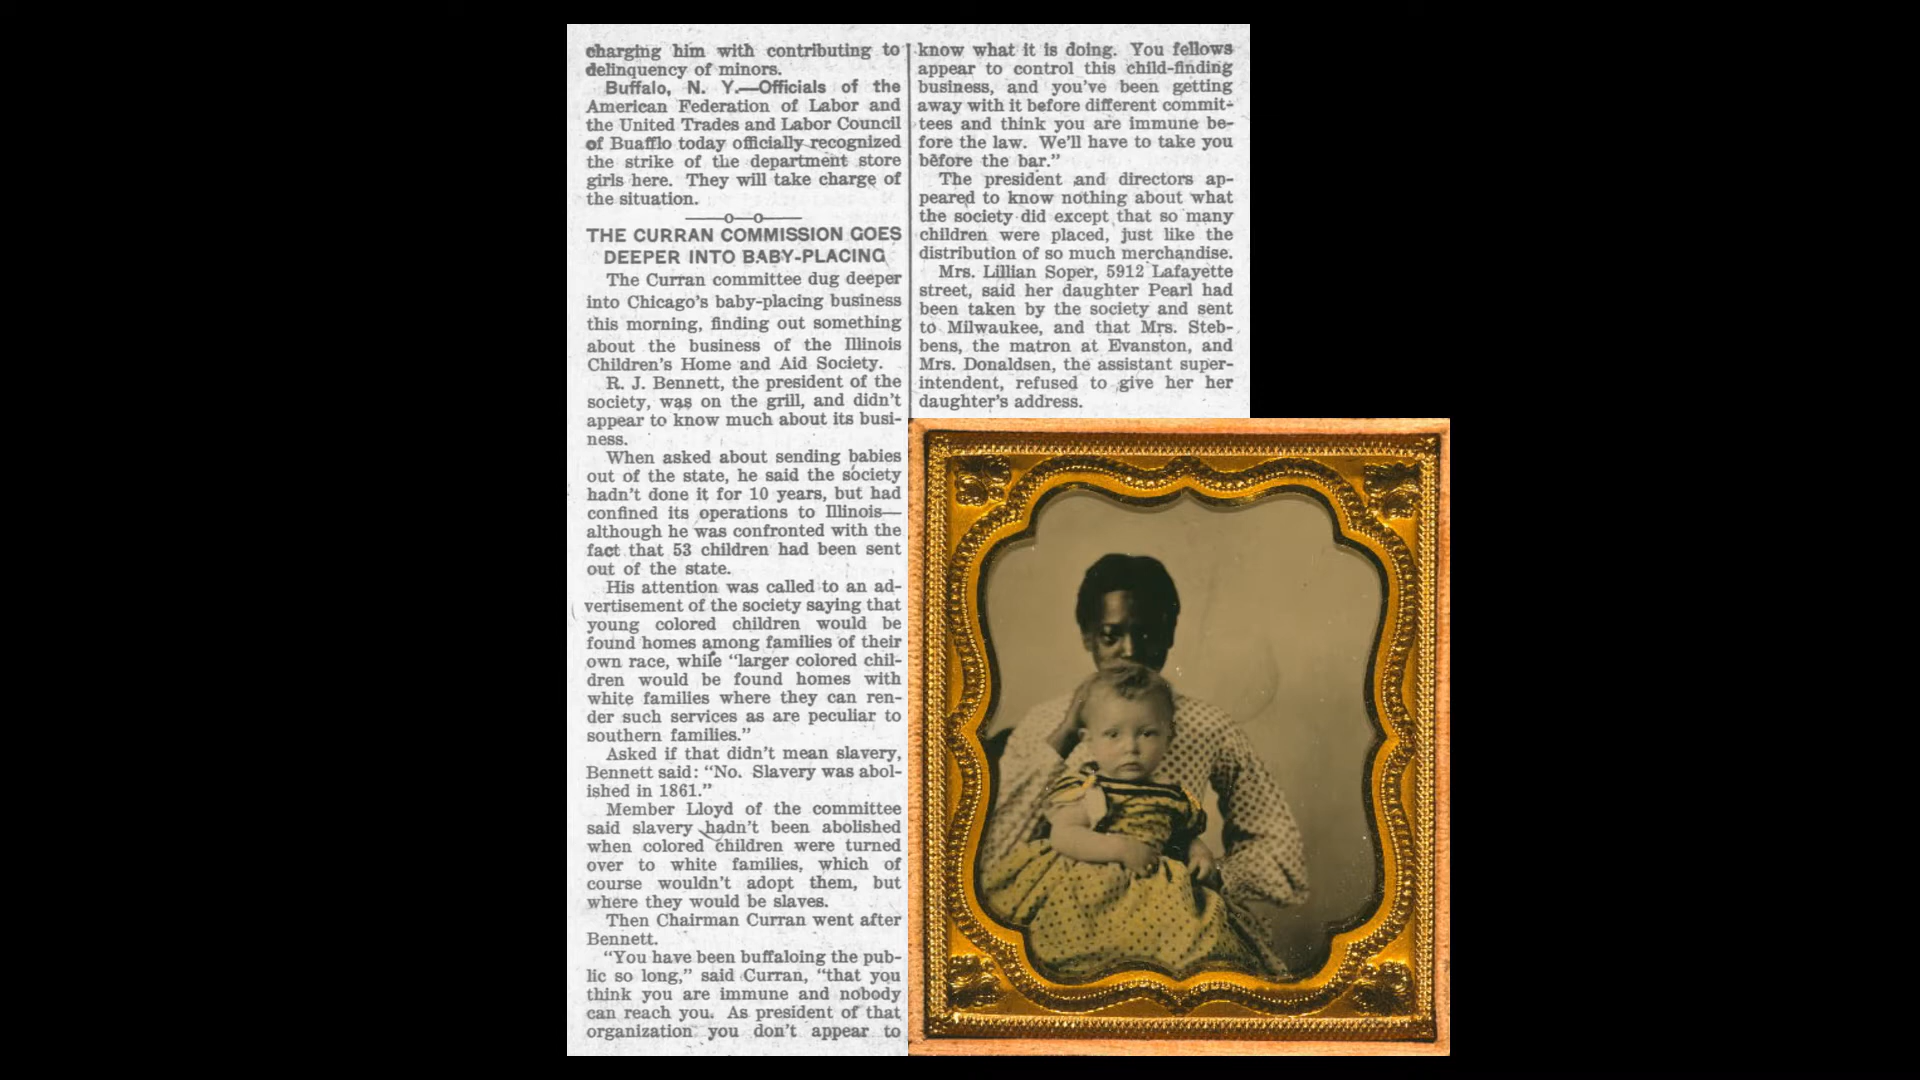 charging him with contributing to
delinquency of minors.
Buffalo, N. Y.—Officials of the
American Federation of Labor and
the United Trades and Labor Council
of Buafflo today officially recognized
the strike of the department store
girls here. They will take charge of
the situation.
THE CURRAN COMMISSION GOES
DEEPER INTO BABY-PLACING
The Curran committee dug deeper
into Chicago's baby-placing business
this morning, finding out something
about the business of the Illinois
Children's Home and Aid Society.
R. J. Bennett, the president of the
society, was on the grill, and didn't
appear to know much about its busi-
ness.
When asked about sending babies
out of the state, he said the society
hadn't done it for 10 years, but had
confined its operations to Illinois—
although he was confronted with the
fact that 53 children had been sent
out of the state.
His attention was called to an ad-
vertisement of the society saying that
young colored children would be
found homes among families of their
own race, while “larger colored chil-
dren would be found homes with
white families where they can ren-
der such services as are peculiar to
southern families.”
Asked if that didn't mean slavery,
Bennett said: “No. Slavery was abol-
ished in 1861.”
Member Lloyd of the committee
said slavery hadn't been abolished
when colored children were turned
over to white families, which of
course wouldn't adopt them, but
where they would be slaves.
Then Chairman Curran went after
Bennett.
“You have been buffaloing the pub-
lic so long,” said Curran, “that you
think you are immune and nobody
can reach you. As president of that
organization you don't appear to
know what it is doing. You fellows
appear to control this child-finding
business, and you've been getting
away with it before different commit-
tees and think you are immune be-
fore the law. We'll have to take you
before the bar.”
The president and directors ap-
peared to know nothing about what
the society did except that so many
children were placed, just like the
distribution of so much merchandise.
Mrs. Lillian Soper, 5912 Lafayette
street, said her daughter Pearl had
been taken by the society and sent
to Milwaukee, and that Mrs. Steb-
bens, the matron at Evanston, and
Mrs. Donaldsen, the assistant super-
intendent, refused to give her her
daughter's address.